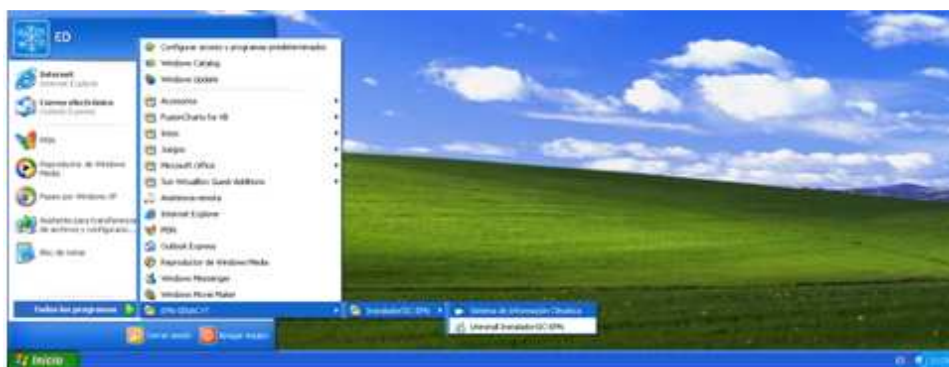 ED
Internet
Internet Explorer
Correo electrónico
Outlook Express
MSN
Reproductor de Windows
Media
Paseo por Windows XP
Asistente para transferencia
de archivos y configuracio...
Bloc de notas
Todos los programas
Configurar acceso y programas predeterminados
Windows Catalog
Windows Update
Accesorios
FusionCharts for VB
Inicio
Juegos
Microsoft Office
Sun VirtualBox Guest Additions
Asistencia remota
Internet Explorer
MSN
Outlook Express
Reproductor de Windows Media
Windows Messenger
Windows Movie Maker
Sistema de Información Climática
Cerrar sesión
Apagar equipo
Inicio
ES